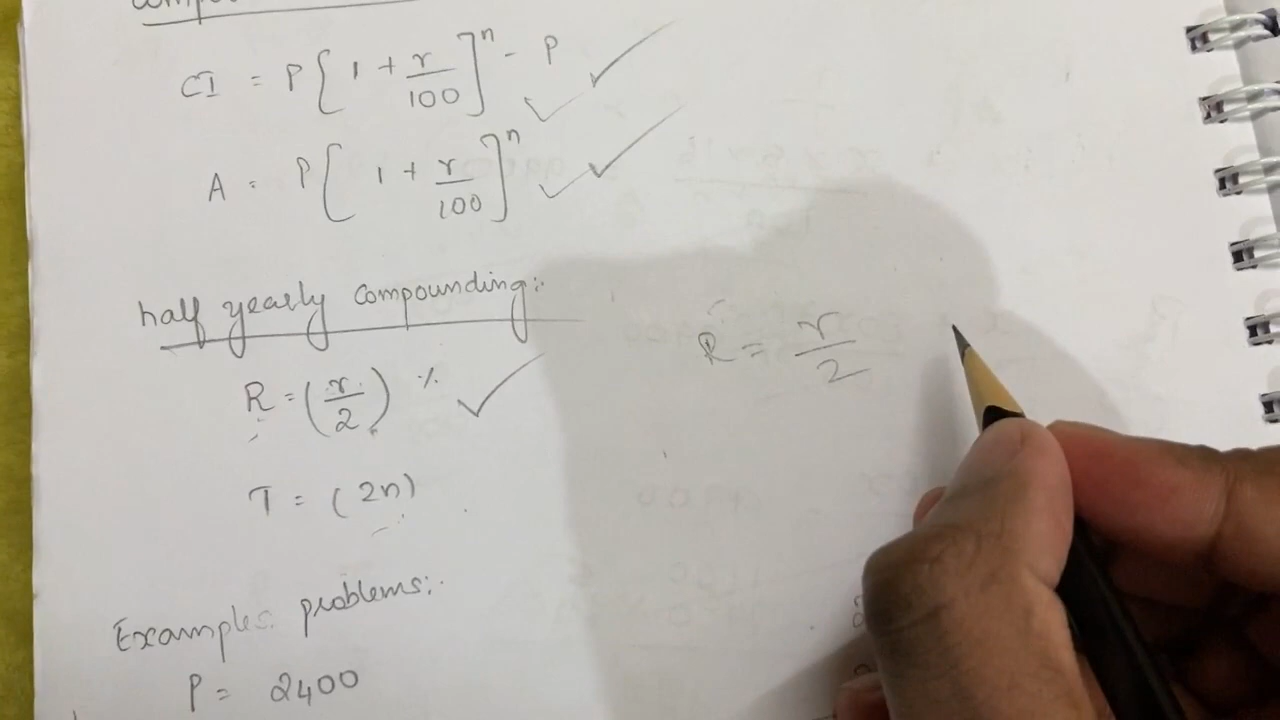 CI = P[1 + r/100]^n - P
A = P[1 + r/100]^n
half yearly compounding:
R = (r/2) %
R = r/2
T = (2n)
Examples problems:
P = 2400